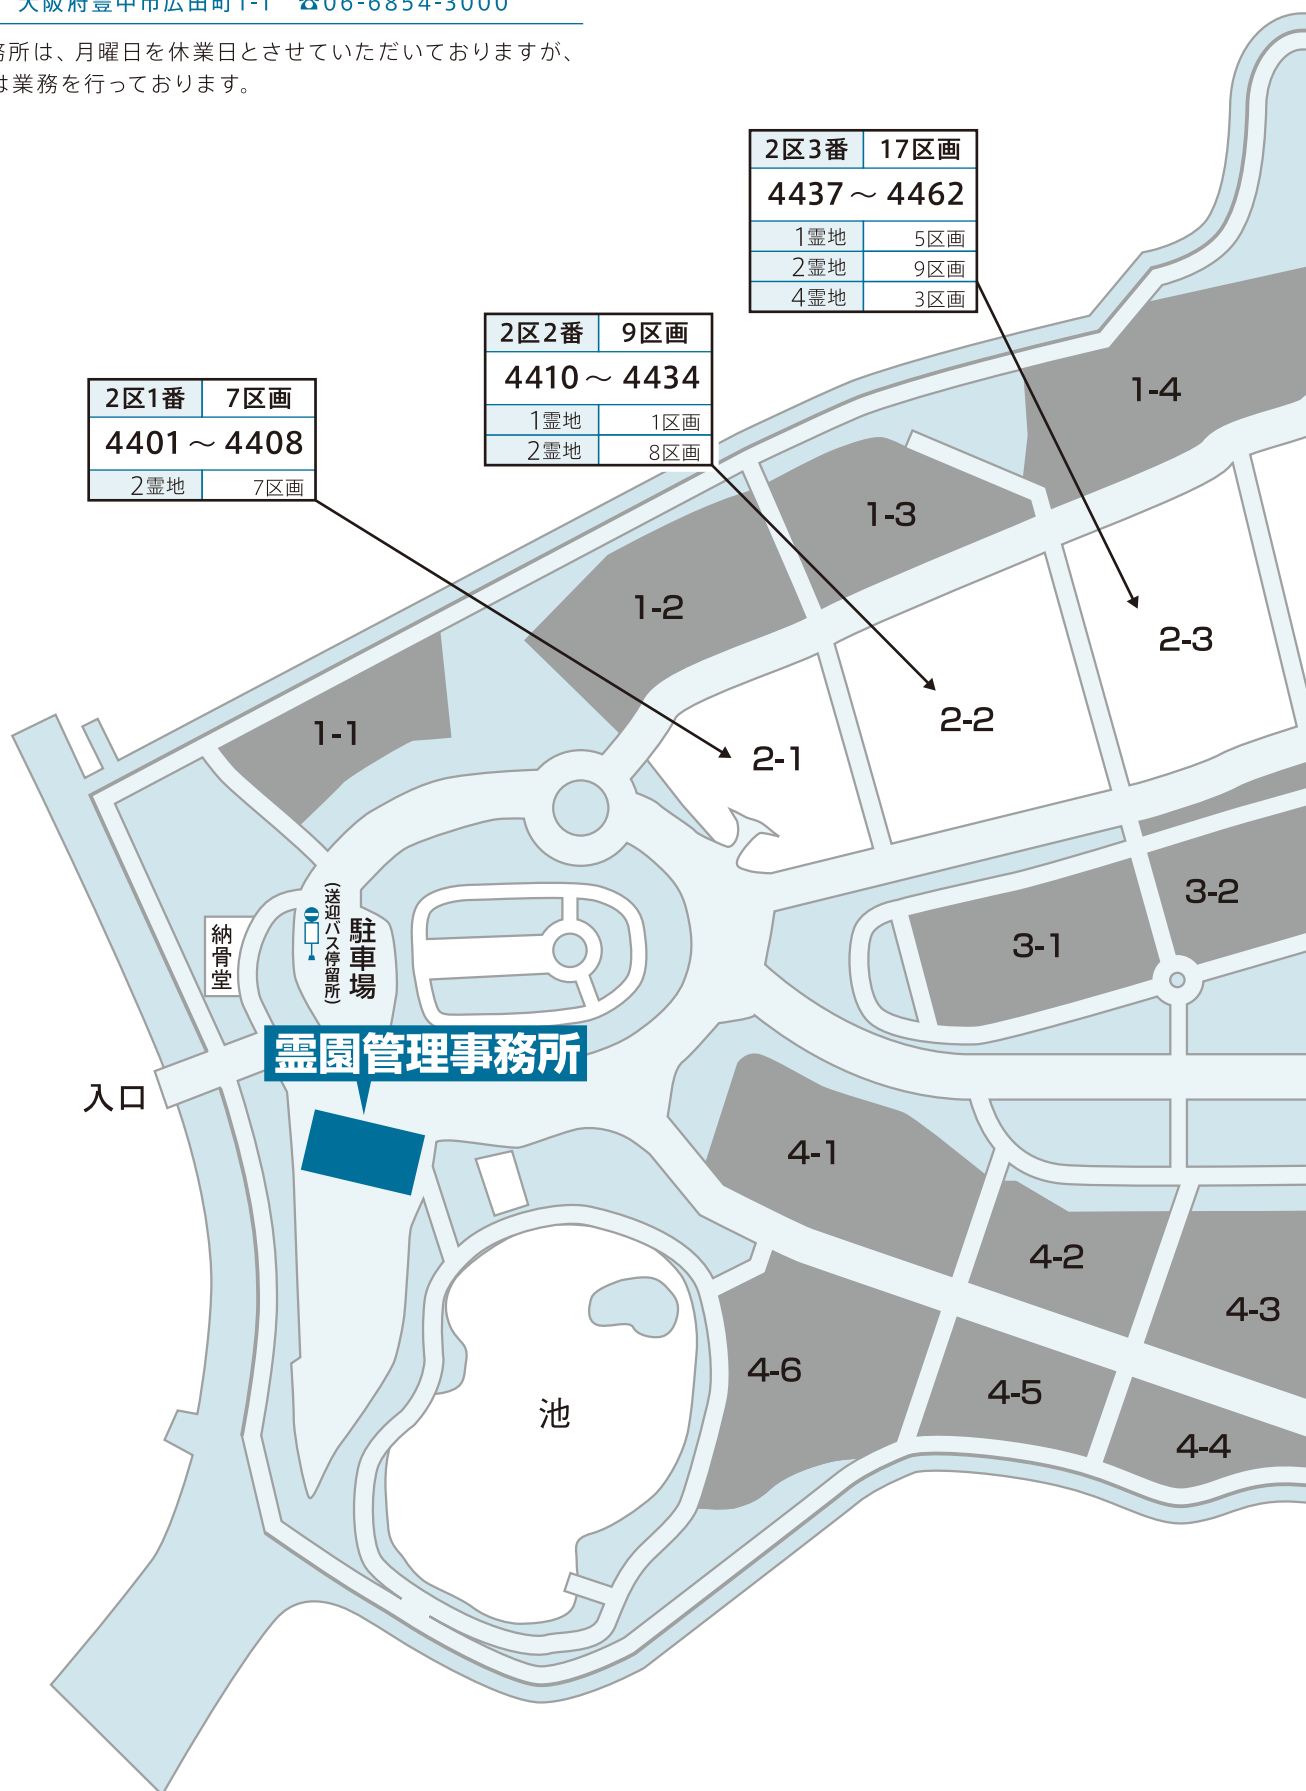 大阪府豊中市広田町1-1 ☎06-6854-3000
務所は、月曜日を休業日とさせていただいておりますが、
は業務を行っております。
2区3番 17区画
4437～4462
1霊地 5区画
2霊地 9区画
4霊地 3区画
2区2番 9区画
4410～4434
1霊地 1区画
2霊地 8区画
2区1番 7区画
4401～4408
2霊地 7区画
1-4
1-3
1-2
1-1
2-3
2-2
2-1
3-2
3-1
納骨堂
駐車場
(送迎バス停留所)
霊園管理事務所
入口
4-1
4-2
4-3
4-6
4-5
4-4
池